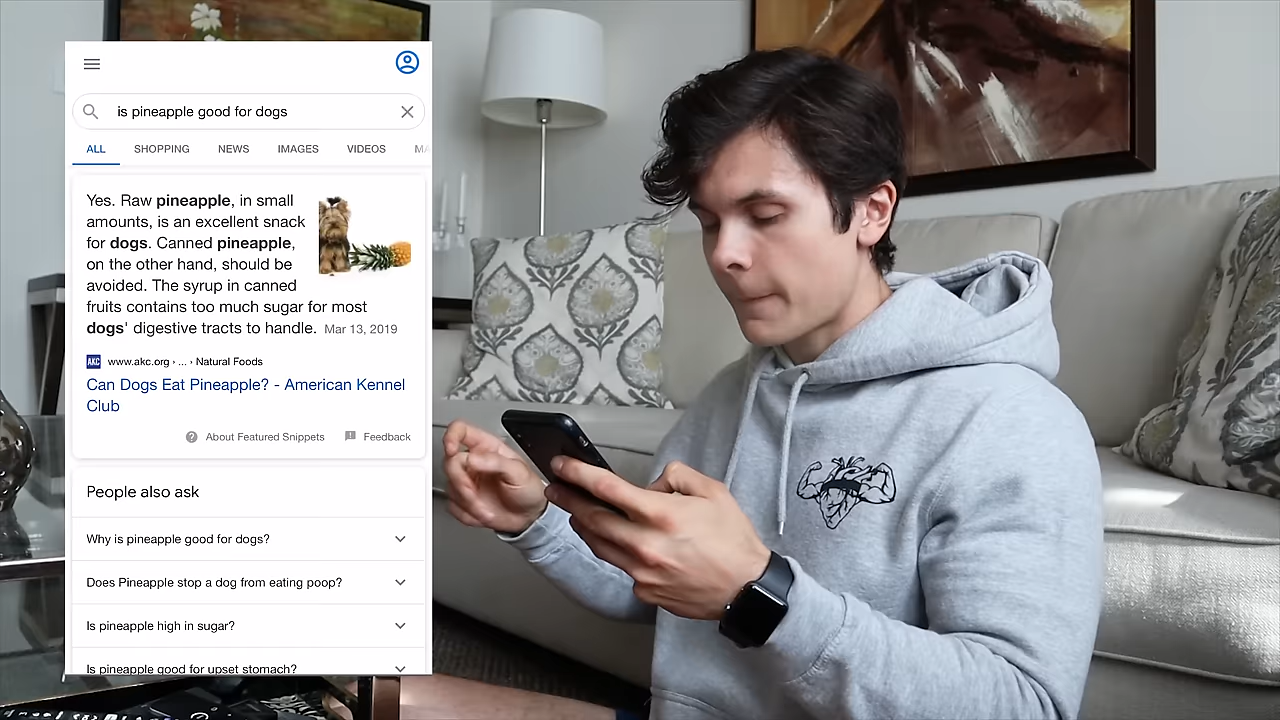 is pineapple good for dogs
ALL SHOPPING NEWS IMAGES VIDEOS
Yes. Raw pineapple, in small
amounts, is an excellent snack
for dogs. Canned pineapple,
on the other hand, should be
avoided. The syrup in canned
fruits contains too much sugar for most
dogs' digestive tracts to handle. Mar 13, 2019
AKC www.akc.org › ... › Natural Foods
Can Dogs Eat Pineapple? - American Kennel
Club
About Featured Snippets Feedback
People also ask
Why is pineapple good for dogs?
Does Pineapple stop a dog from eating poop?
Is pineapple high in sugar?
Is pineapple good for upset stomach?